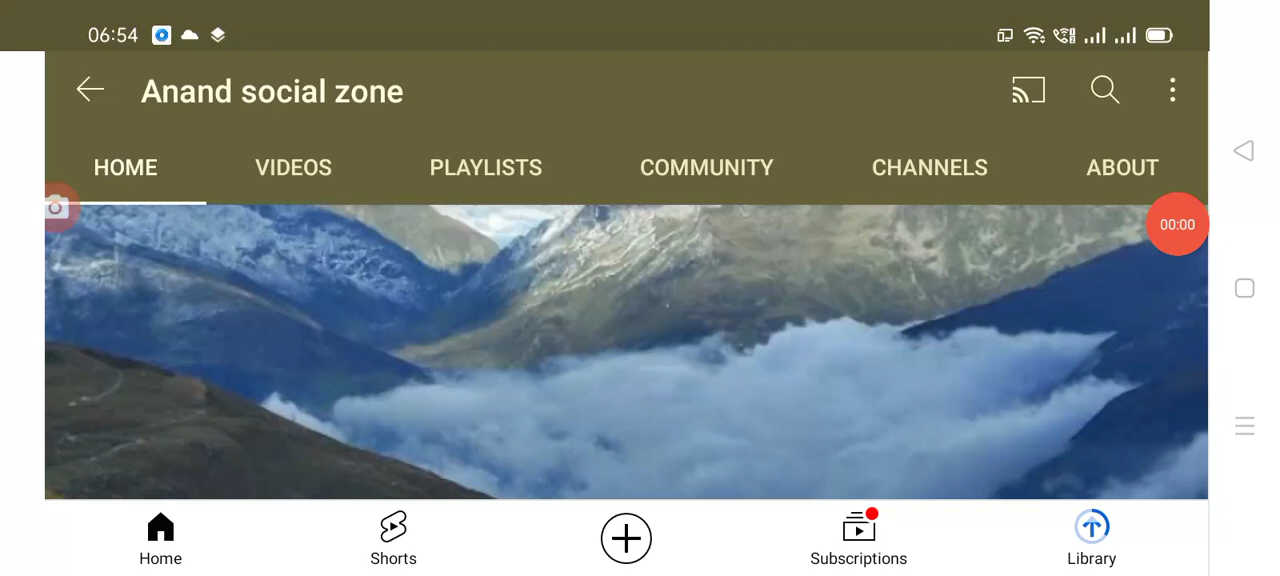 06:54
Anand social zone
HOME VIDEOS PLAYLISTS COMMUNITY CHANNELS ABOUT
00:00
Home Shorts Subscriptions Library